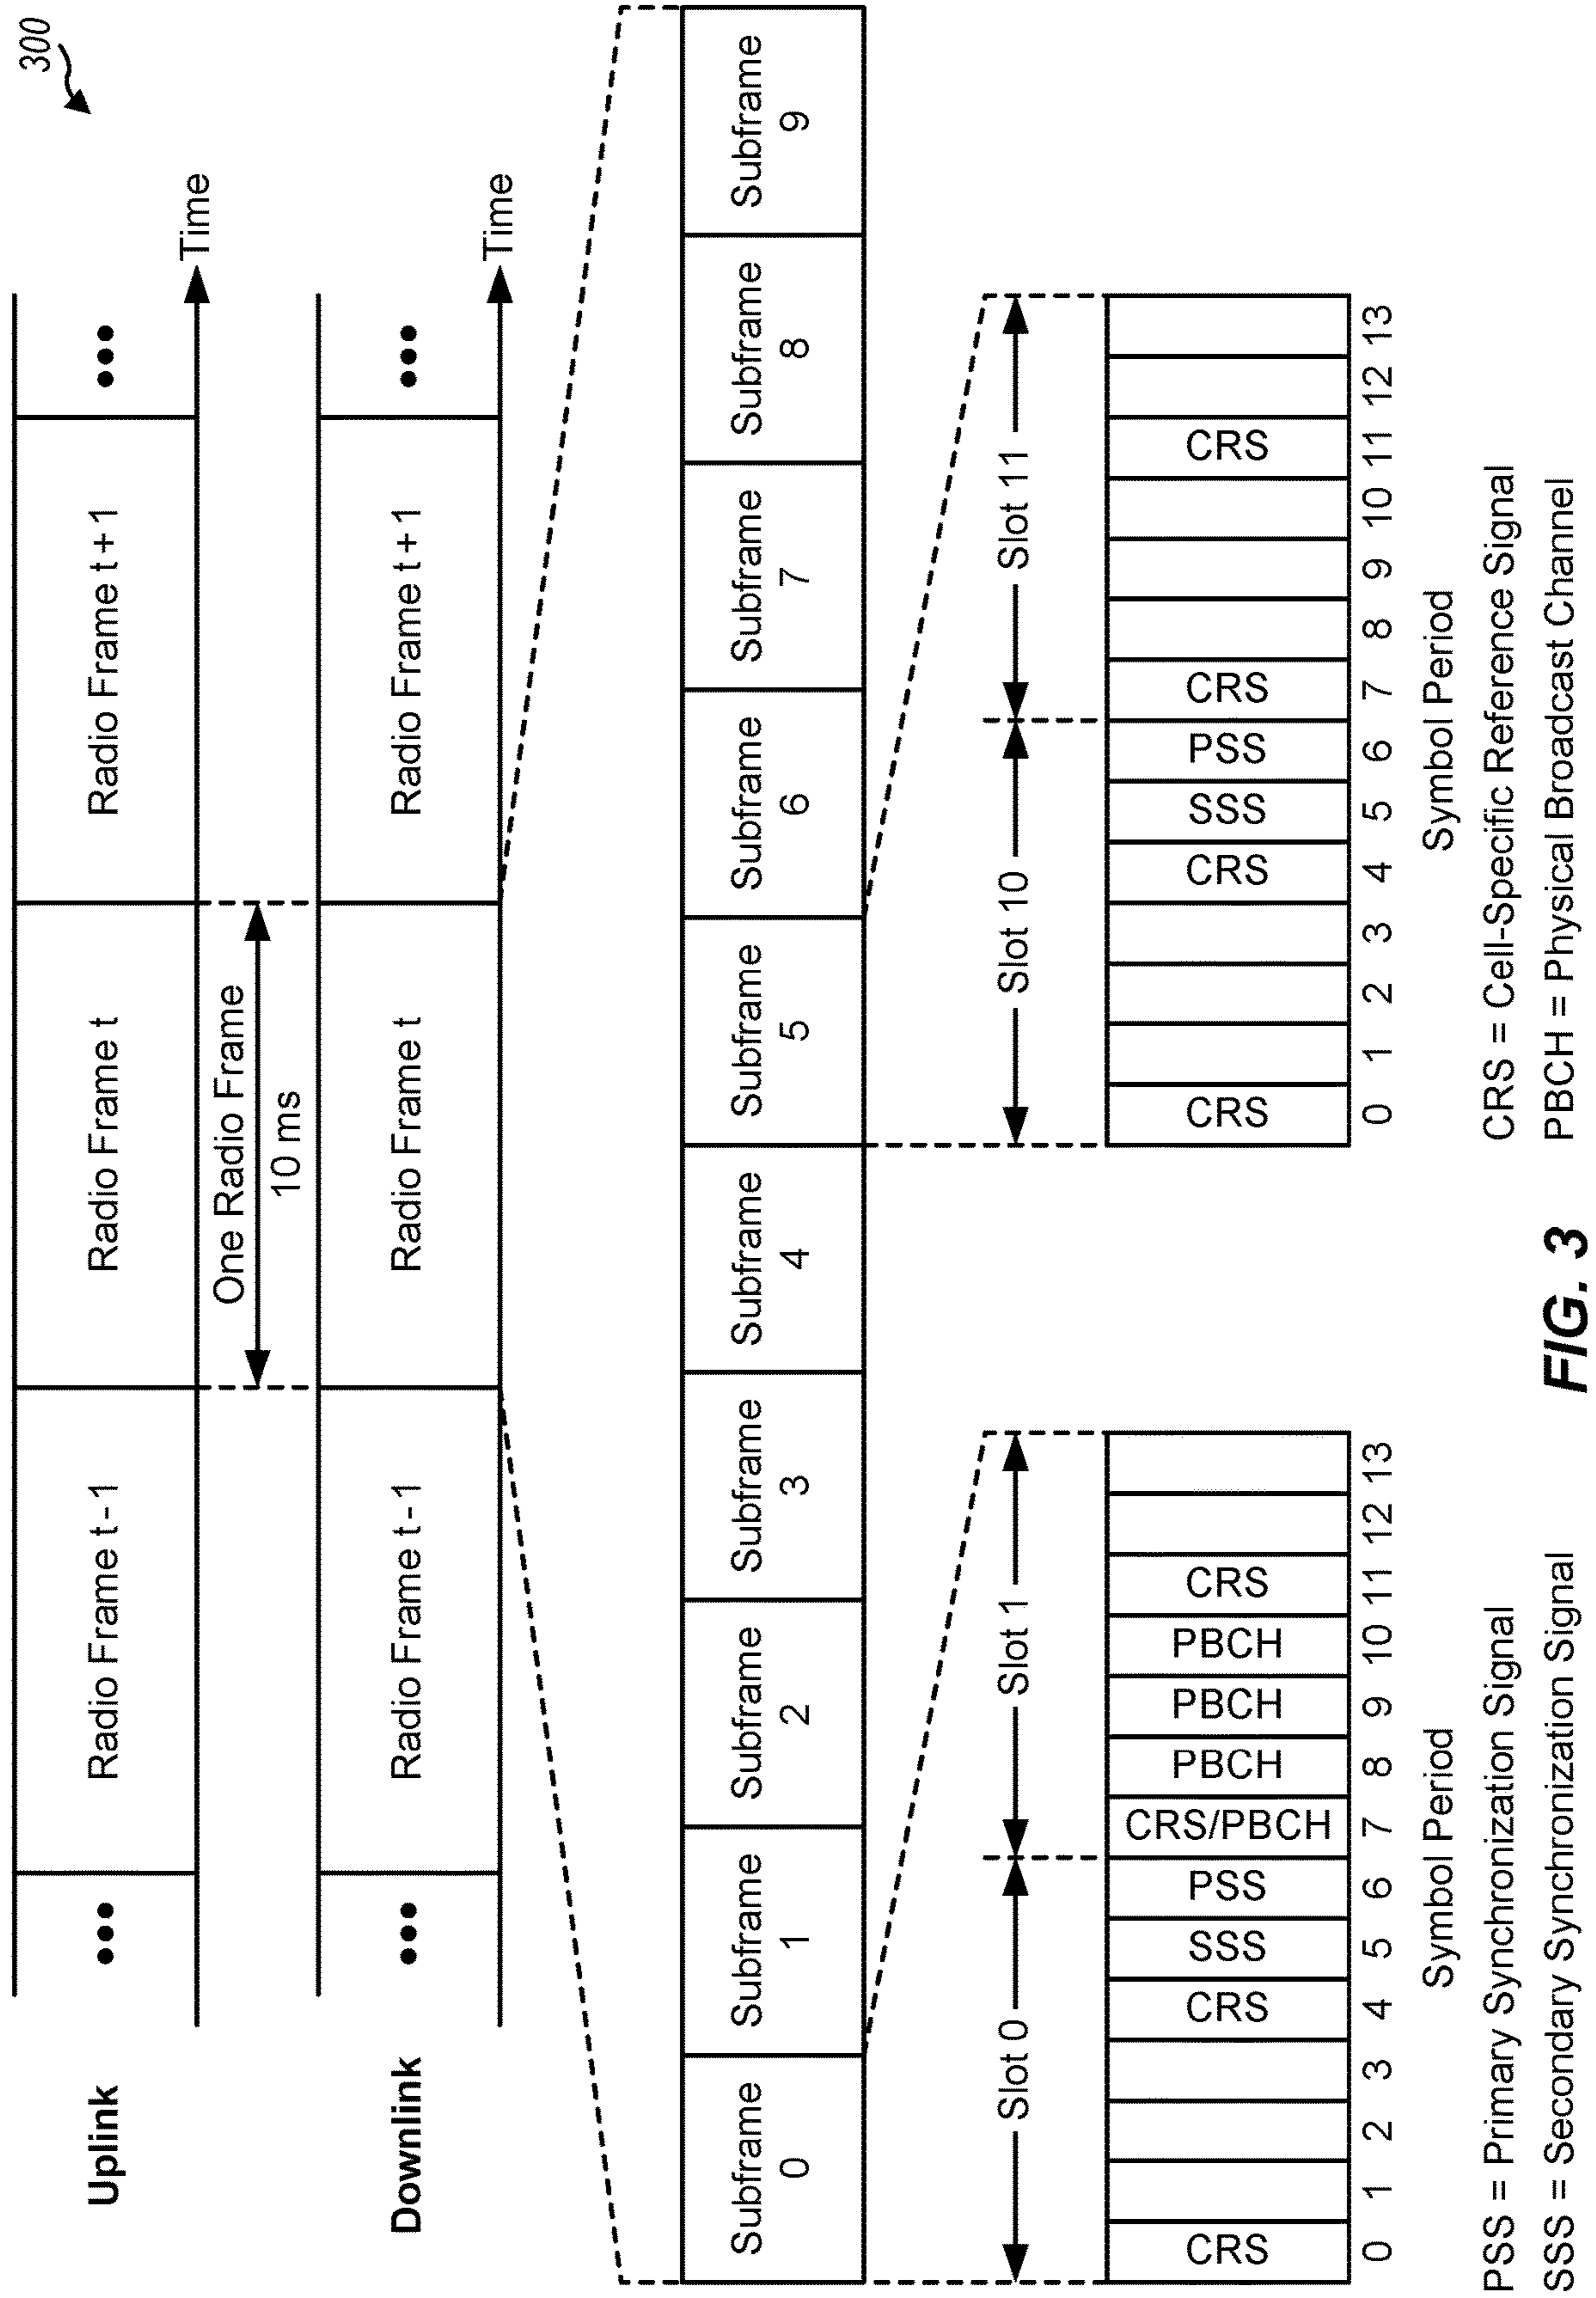 300
Uplink
Radio Frame t-1
Radio Frame t
Radio Frame t+1
Time
One Radio Frame
10 ms
Downlink
Radio Frame t-1
Radio Frame t
Radio Frame t+1
Time
Subframe 0
Subframe 1
Subframe 2
Subframe 3
Subframe 4
Subframe 5
Subframe 6
Subframe 7
Subframe 8
Subframe 9
Slot 0
Slot 1
CRS
CRS
SSS
PSS
CRS/PBCH
PBCH
PBCH
PBCH
CRS
0 1 2 3 4 5 6 7 8 9 10 11 12 13
Symbol Period
Slot 10
Slot 11
CRS
CRS
SSS
PSS
CRS
CRS
0 1 2 3 4 5 6 7 8 9 10 11 12 13
Symbol Period
PSS = Primary Synchronization Signal
SSS = Secondary Synchronization Signal
CRS = Cell-Specific Reference Signal
PBCH = Physical Broadcast Channel
FIG. 3